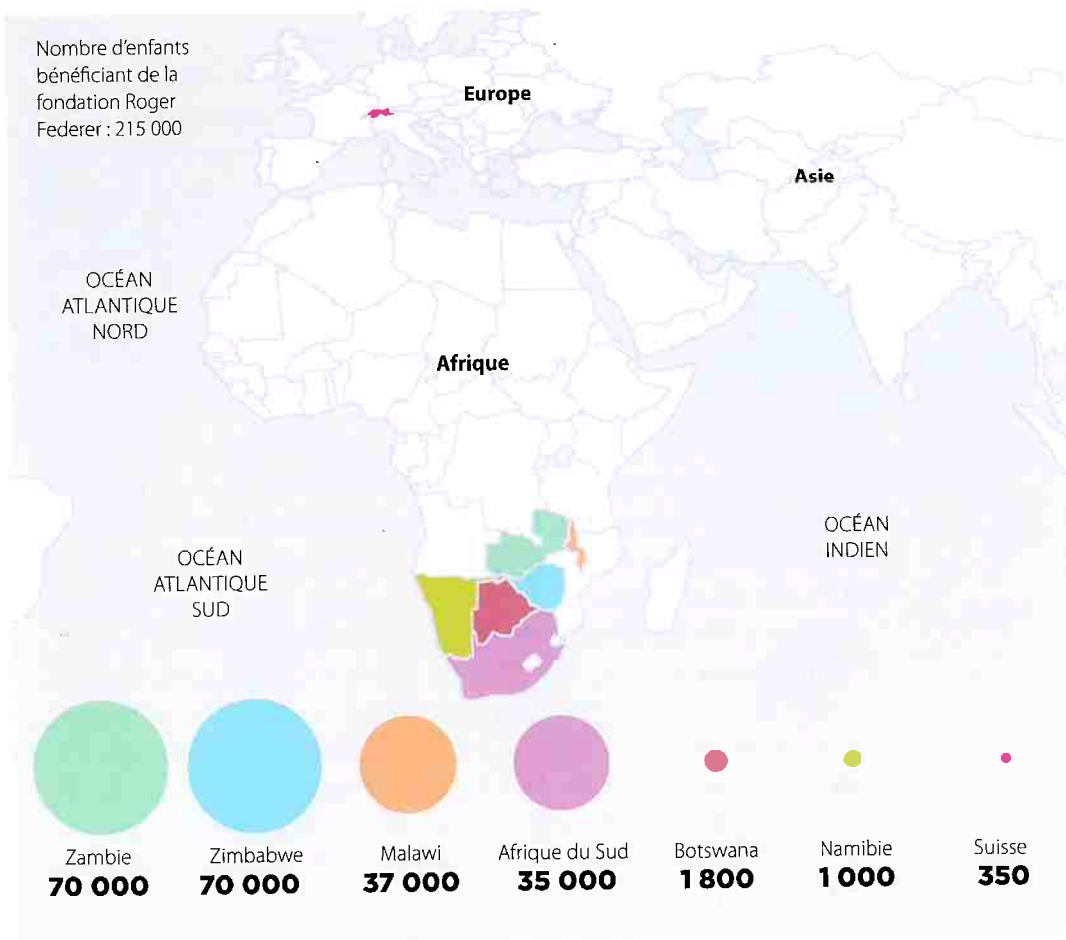 Nombre d'enfants
bénéficiant de la
fondation Roger
Federer : 215 000
Europe
Asie
OCÉAN
ATLANTIQUE
NORD
Afrique
OCÉAN
INDIEN
OCÉAN
ATLANTIQUE
SUD
Zambie
70 000
Zimbabwe
70 000
Malawi
37 000
Afrique du Sud
35 000
Botswana
1 800
Namibie
1 000
Suisse
350